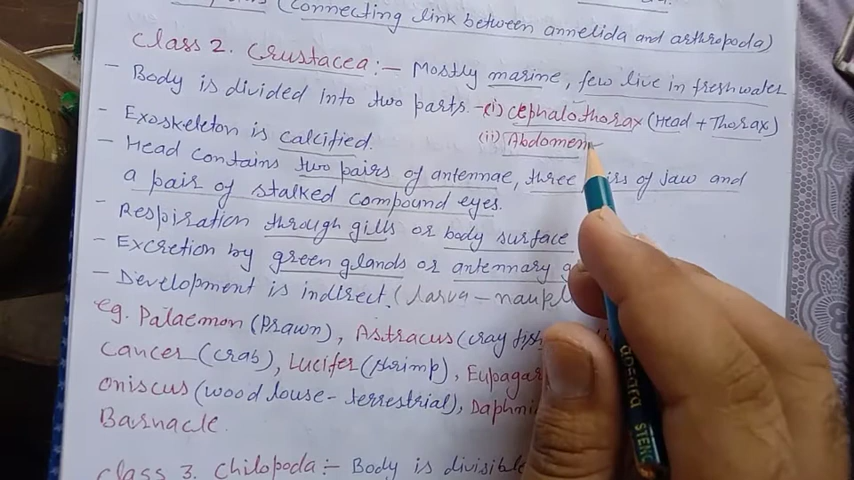 (connecting link between annelida and arthropoda)
Class 2. Crustacea :- Mostly marine, few live in freshwater
- Body is divided into two parts - (i) Cephalothorax (Head + Thorax)
- Exoskeleton is calcified. (ii) Abdomen
- Head contains two pairs of antennae, three of jaw and
a pair of stalked compound eyes.
- Respiration through gills or body surface
- Excretion by green glands or antennary
- Development is indirect. (larva - naupl
eg. Palaemon (Prawn), Astracus (cray fish
Cancer (crab), Lucifer (shrimp), Eupagar
Oniscus (wood louse - terrestrial), Daphni
Barnacle.
Class 3. Chilopoda :- Body is divisible